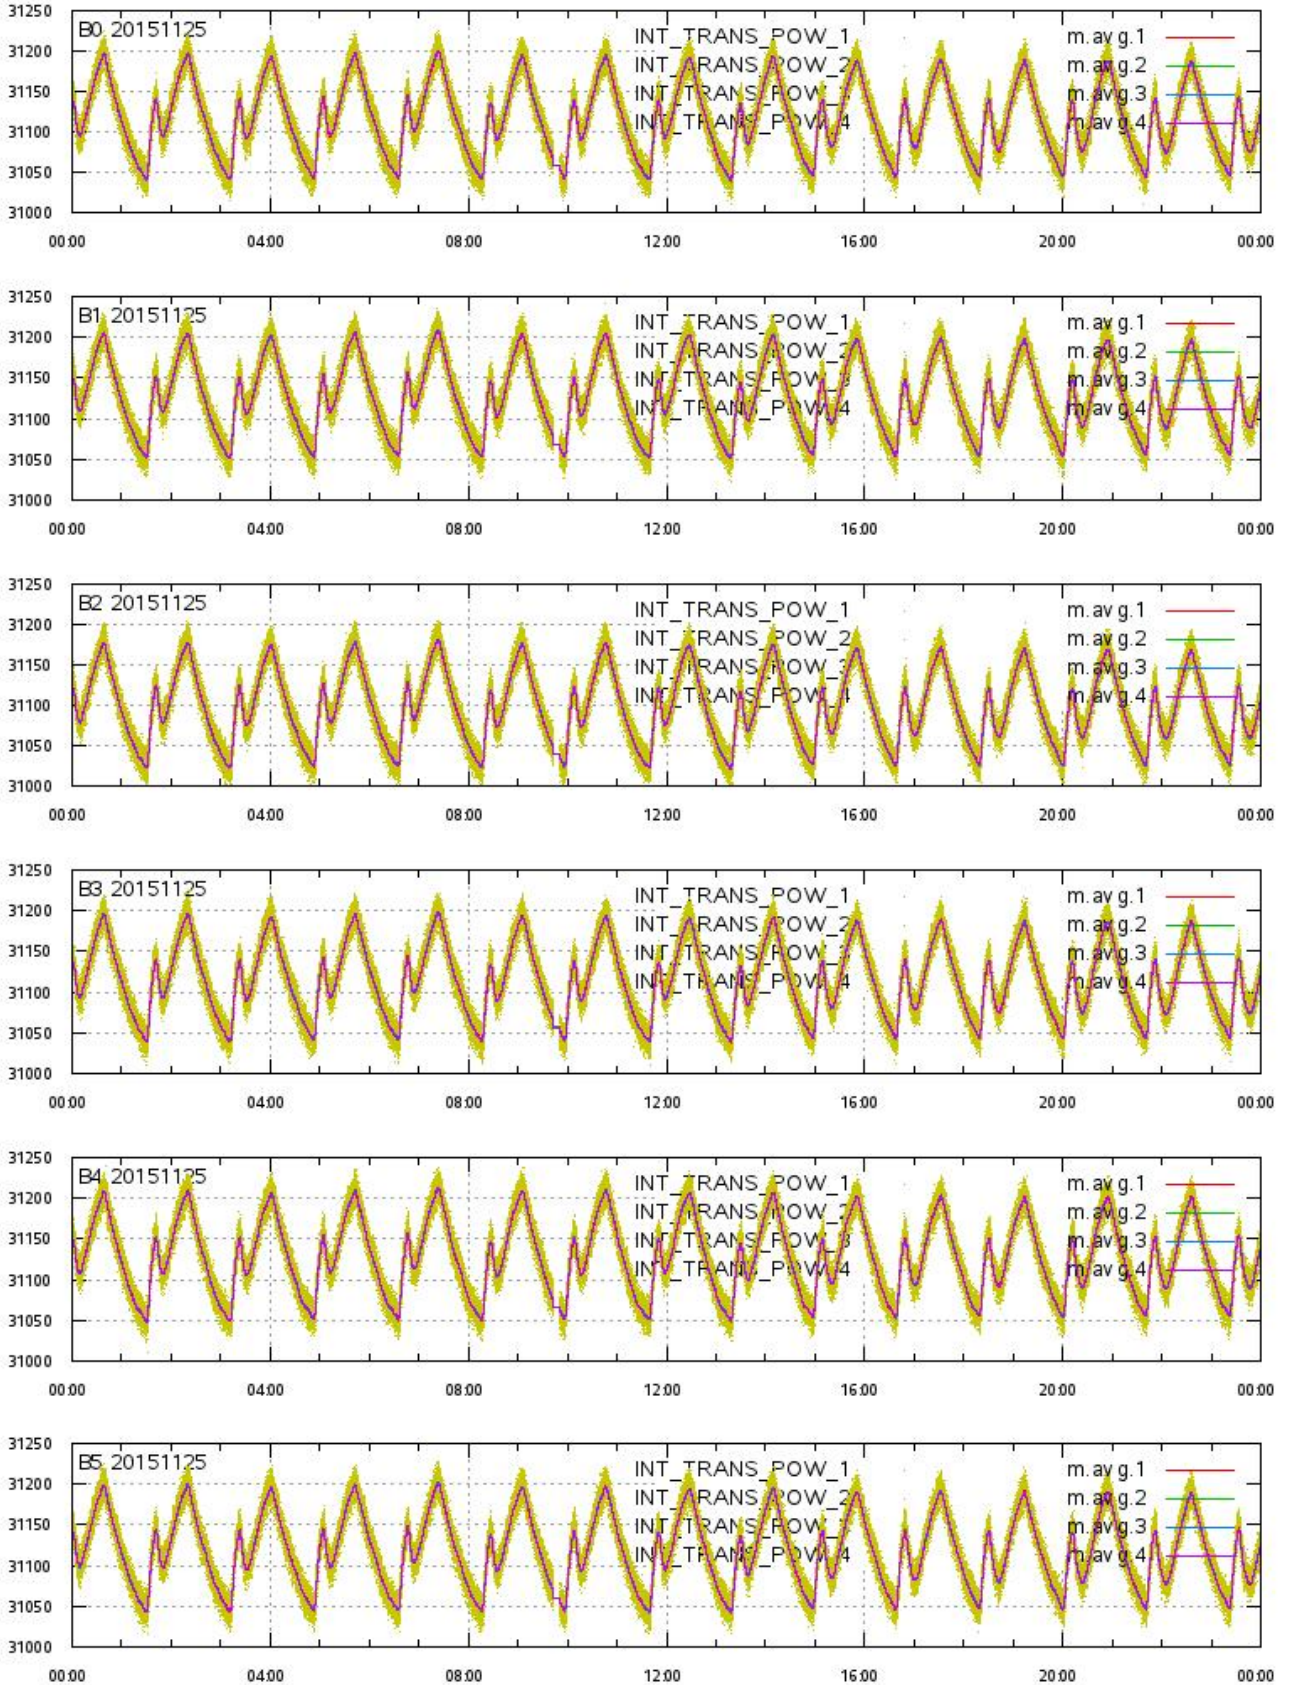 31250
B0 20151125 INT_TRANS_POW_1 m.avg.1
31200
INT_TRANS_POW_2 m.avg.2
31150
INT_TRANS_POW_3 m.avg.3
31100
INT_TRANS_POW_4 m.avg.4
31050
31000
00:00 04:00 08:00 12:00 16:00 20:00 00:00
31250
B1 20151125 INT_TRANS_POW_1 m.avg.1
31200
INT_TRANS_POW_2 m.avg.2
31150
INT_TRANS_POW_3 m.avg.3
31100
INT_TRANS_POW_4 m.avg.4
31050
31000
00:00 04:00 08:00 12:00 16:00 20:00 00:00
31250
B2 20151125 INT_TRANS_POW_1 m.avg.1
31200
INT_TRANS_POW_2 m.avg.2
31150
INT_TRANS_POW_3 m.avg.3
31100
INT_TRANS_POW_4 m.avg.4
31050
31000
00:00 04:00 08:00 12:00 16:00 20:00 00:00
31250
B3 20151125 INT_TRANS_POW_1 m.avg.1
31200
INT_TRANS_POW_2 m.avg.2
31150
INT_TRANS_POW_3 m.avg.3
31100
INT_TRANS_POW_4 m.avg.4
31050
31000
00:00 04:00 08:00 12:00 16:00 20:00 00:00
31250
B4 20151125 INT_TRANS_POW_1 m.avg.1
31200
INT_TRANS_POW_2 m.avg.2
31150
INT_TRANS_POW_3 m.avg.3
31100
INT_TRANS_POW_4 m.avg.4
31050
31000
00:00 04:00 08:00 12:00 16:00 20:00 00:00
31250
B5 20151125 INT_TRANS_POW_1 m.avg.1
31200
INT_TRANS_POW_2 m.avg.2
31150
INT_TRANS_POW_3 m.avg.3
31100
INT_TRANS_POW_4 m.avg.4
31050
31000
00:00 04:00 08:00 12:00 16:00 20:00 00:00